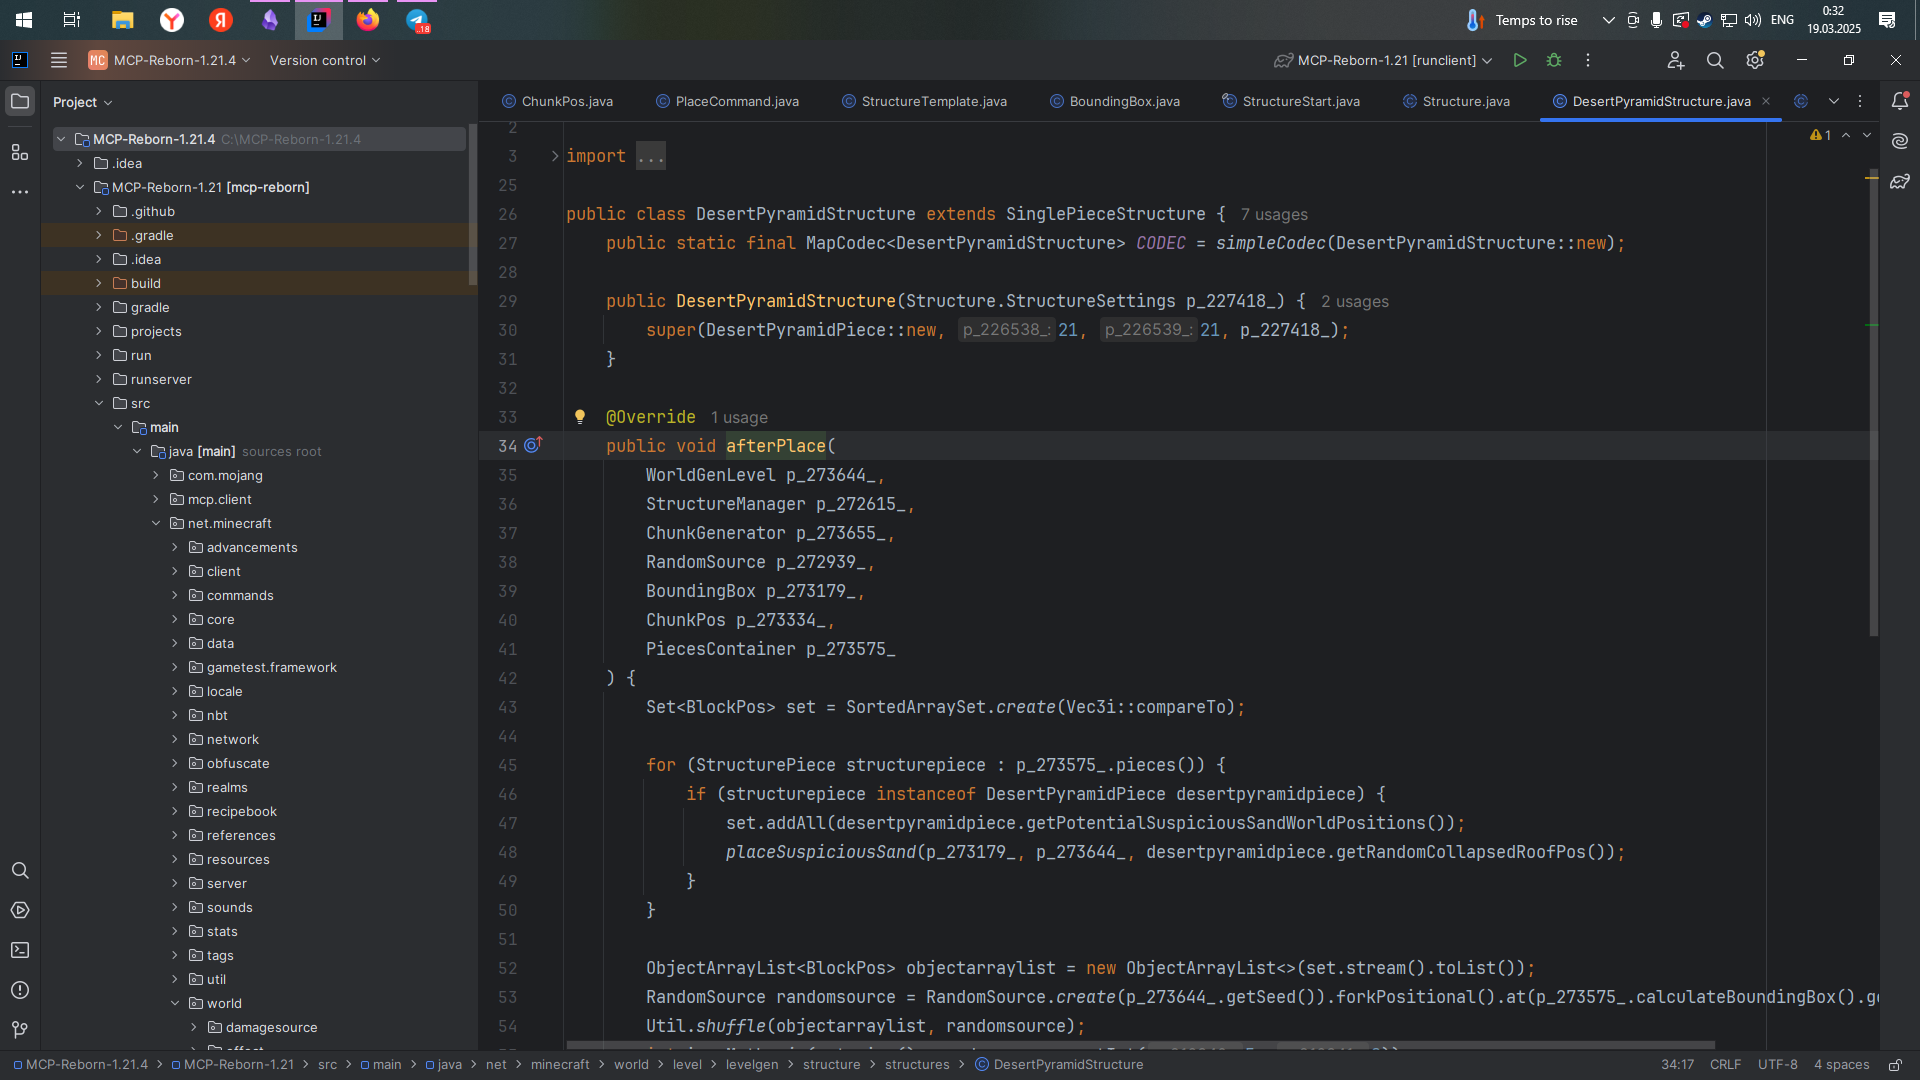 Temps to rise
ENG
0:32
19.03.2025
.18
MC MCP-Reborn-1.21.4
Version control
MCP-Reborn-1.21 [runclient]
Project
ChunkPos.java
PlaceCommand.java
StructureTemplate.java
BoundingBox.java
StructureStart.java
Structure.java
DesertPyramidStructure.java
MCP-Reborn-1.21.4 C:\MCP-Reborn-1.21.4
.idea
MCP-Reborn-1.21 [mcp-reborn]
.github
.gradle
.idea
build
gradle
projects
run
runserver
src
main
java [main] sources root
com.mojang
mcp.client
net.minecraft
advancements
client
commands
core
data
gametest.framework
locale
nbt
network
obfuscate
realms
recipebook
references
resources
server
sounds
stats
tags
util
world
damagesource
1
2
3 import ...
25
26 public class DesertPyramidStructure extends SinglePieceStructure { 7 usages
27 public static final MapCodec<DesertPyramidStructure> CODEC = simpleCodec(DesertPyramidStructure::new);
28
29 public DesertPyramidStructure(Structure.StructureSettings p_227418_) { 2 usages
30 super(DesertPyramidPiece::new, p_226538_: 21, p_226539_: 21, p_227418_);
31 }
32
33 @Override 1 usage
34 public void afterPlace(
35 WorldGenLevel p_273644_,
36 StructureManager p_272615_,
37 ChunkGenerator p_273655_,
38 RandomSource p_272939_,
39 BoundingBox p_273179_,
40 ChunkPos p_273334_,
41 PiecesContainer p_273575_
42 ) {
43 Set<BlockPos> set = SortedArraySet.create(Vec3i::compareTo);
44
45 for (StructurePiece structurepiece : p_273575_.pieces()) {
46 if (structurepiece instanceof DesertPyramidPiece desertpyramidpiece) {
47 set.addAll(desertpyramidpiece.getPotentialSuspiciousSandWorldPositions());
48 placeSuspiciousSand(p_273179_, p_273644_, desertpyramidpiece.getRandomCollapsedRoofPos());
49 }
50 }
51
52 ObjectArrayList<BlockPos> objectarraylist = new ObjectArrayList<>(set.stream().toList());
53 RandomSource randomsource = RandomSource.create(p_273644_.getSeed()).forkPositional().at(p_273575_.calculateBoundingBox().g
54 Util.shuffle(objectarraylist, randomsource);
MCP-Reborn-1.21.4 > MCP-Reborn-1.21 > src > main > java > net > minecraft > world > level > levelgen > structure > structures > DesertPyramidStructure
34:17 CRLF UTF-8 4 spaces